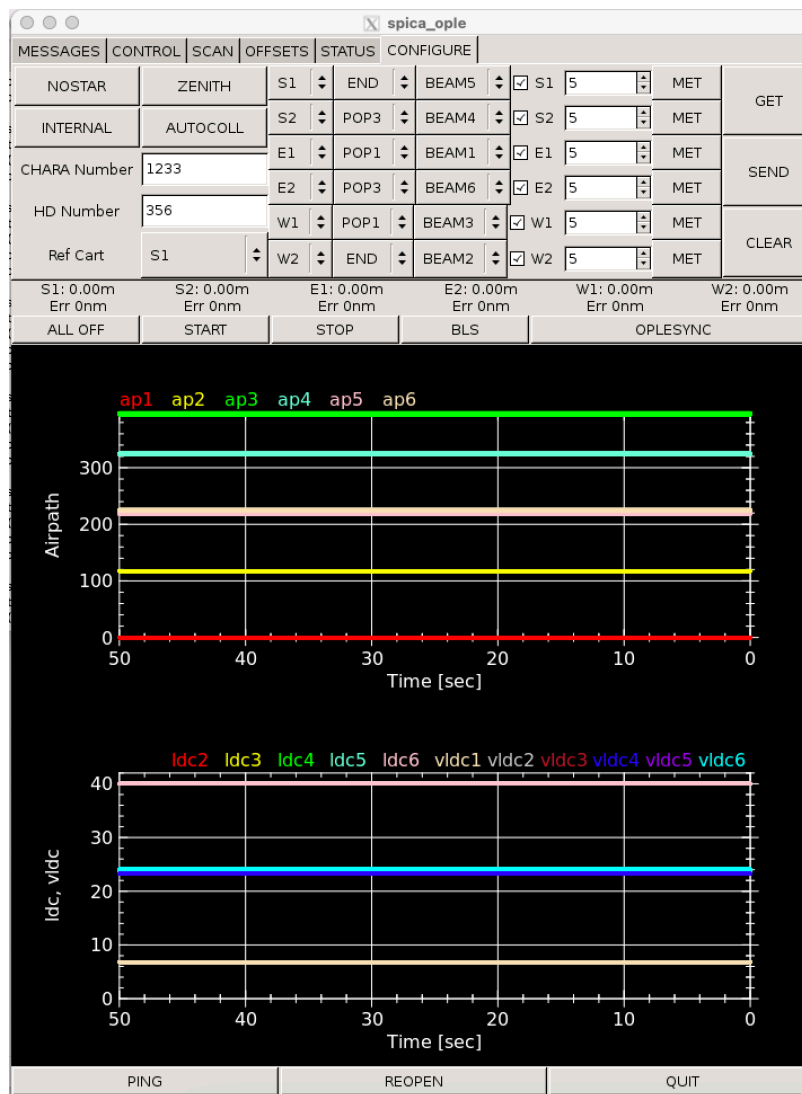 spica_ople
MESSAGES CONTROL SCAN OFFSETS STATUS CONFIGURE
NOSTAR ZENITH S1 END BEAM5 S1 5 MET GET
INTERNAL AUTOCOLL S2 POP3 BEAM4 S2 5 MET
CHARA Number 1233 E1 POP1 BEAM1 E1 5 MET SEND
HD Number 356 E2 POP3 BEAM6 E2 5 MET
W1 POP1 BEAM3 W1 5 MET CLEAR
Ref Cart S1 W2 END BEAM2 W2 5 MET
S1: 0.00m S2: 0.00m E1: 0.00m E2: 0.00m W1: 0.00m W2: 0.00m
Err 0nm Err 0nm Err 0nm Err 0nm Err 0nm Err 0nm
ALL OFF START STOP BLS OPLESYNC
ap1 ap2 ap3 ap4 ap5 ap6
Airpath
300
200
100
0
50 40 30 20 10 0
Time [sec]
ldc2 ldc3 ldc4 ldc5 ldc6 vldc1 vldc2 vldc3 vldc4 vldc5 vldc6
ldc, vldc
40
30
20
10
0
50 40 30 20 10 0
Time [sec]
PING REOPEN QUIT